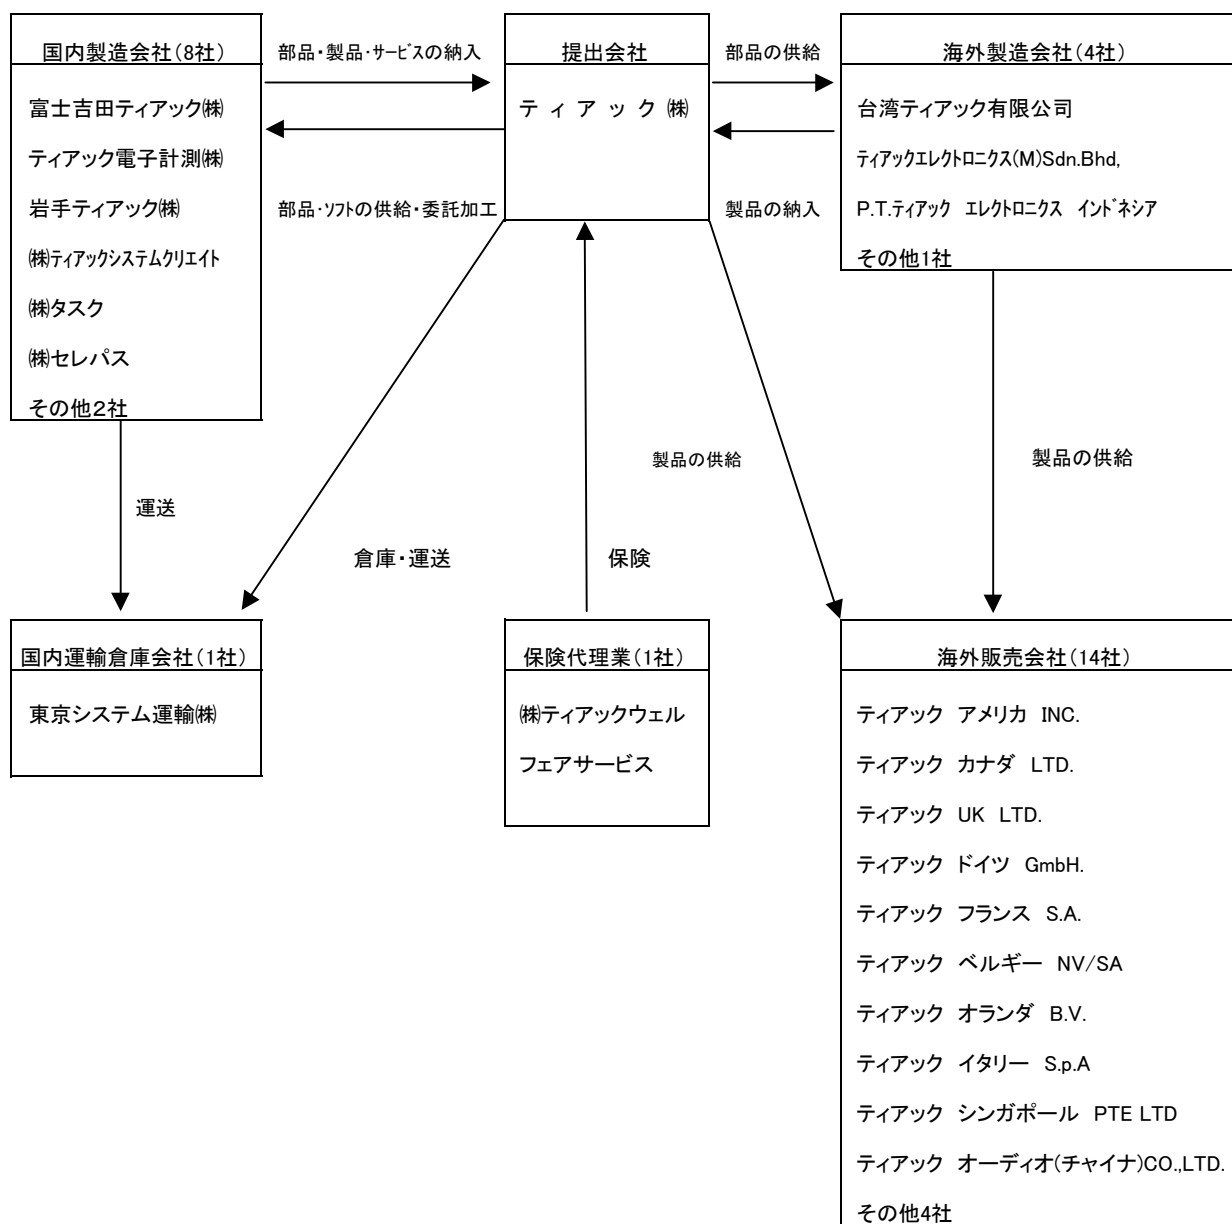 国内製造会社(8社)
富士吉田ティアック㈱
ティアック電子計測㈱
岩手ティアック㈱
㈱ティアックシステムクリエイト
㈱タスク
㈱セレパス
その他2社
部品・製品・サービスの納入
部品・ソフトの供給・委託加工
提出会社
ティアック㈱
部品の供給
製品の納入
海外製造会社(4社)
台湾ティアック有限公司
ティアックエレクトロニクス(M)Sdn.Bhd,
P.T.ティアック エレクトロニクス インドネシア
その他1社
運送
倉庫・運送
保険
製品の供給
製品の供給
国内運輸倉庫会社(1社)
東京システム運輸㈱
保険代理業(1社)
㈱ティアックウェル
フェアサービス
海外販売会社(14社)
ティアック アメリカ INC.
ティアック カナダ LTD.
ティアック UK LTD.
ティアック ドイツ GmbH.
ティアック フランス S.A.
ティアック ベルギー NV/SA
ティアック オランダ B.V.
ティアック イタリー S.p.A
ティアック シンガポール PTE LTD
ティアック オーディオ(チャイナ)CO.,LTD.
その他4社